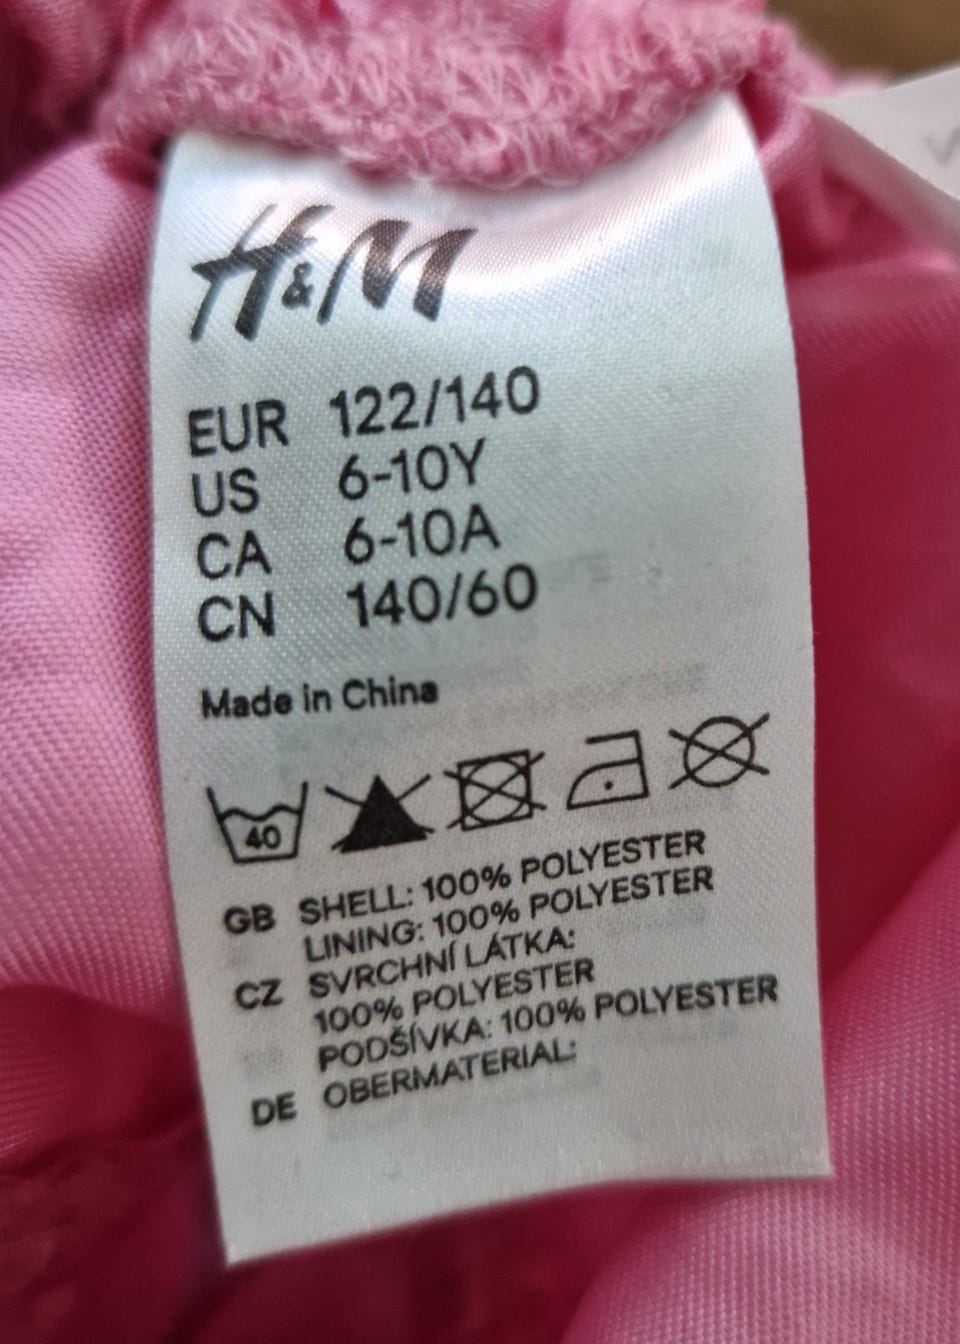 H&M
EUR 122/140
US 6-10Y
CA 6-10A
CN 140/60
Made in China
40
GB SHELL: 100% POLYESTER
LINING: 100% POLYESTER
CZ SVRCHNÍ LÁTKA:
100% POLYESTER
PODŠÍVKA: 100% POLYESTER
DE OBERMATERIAL: